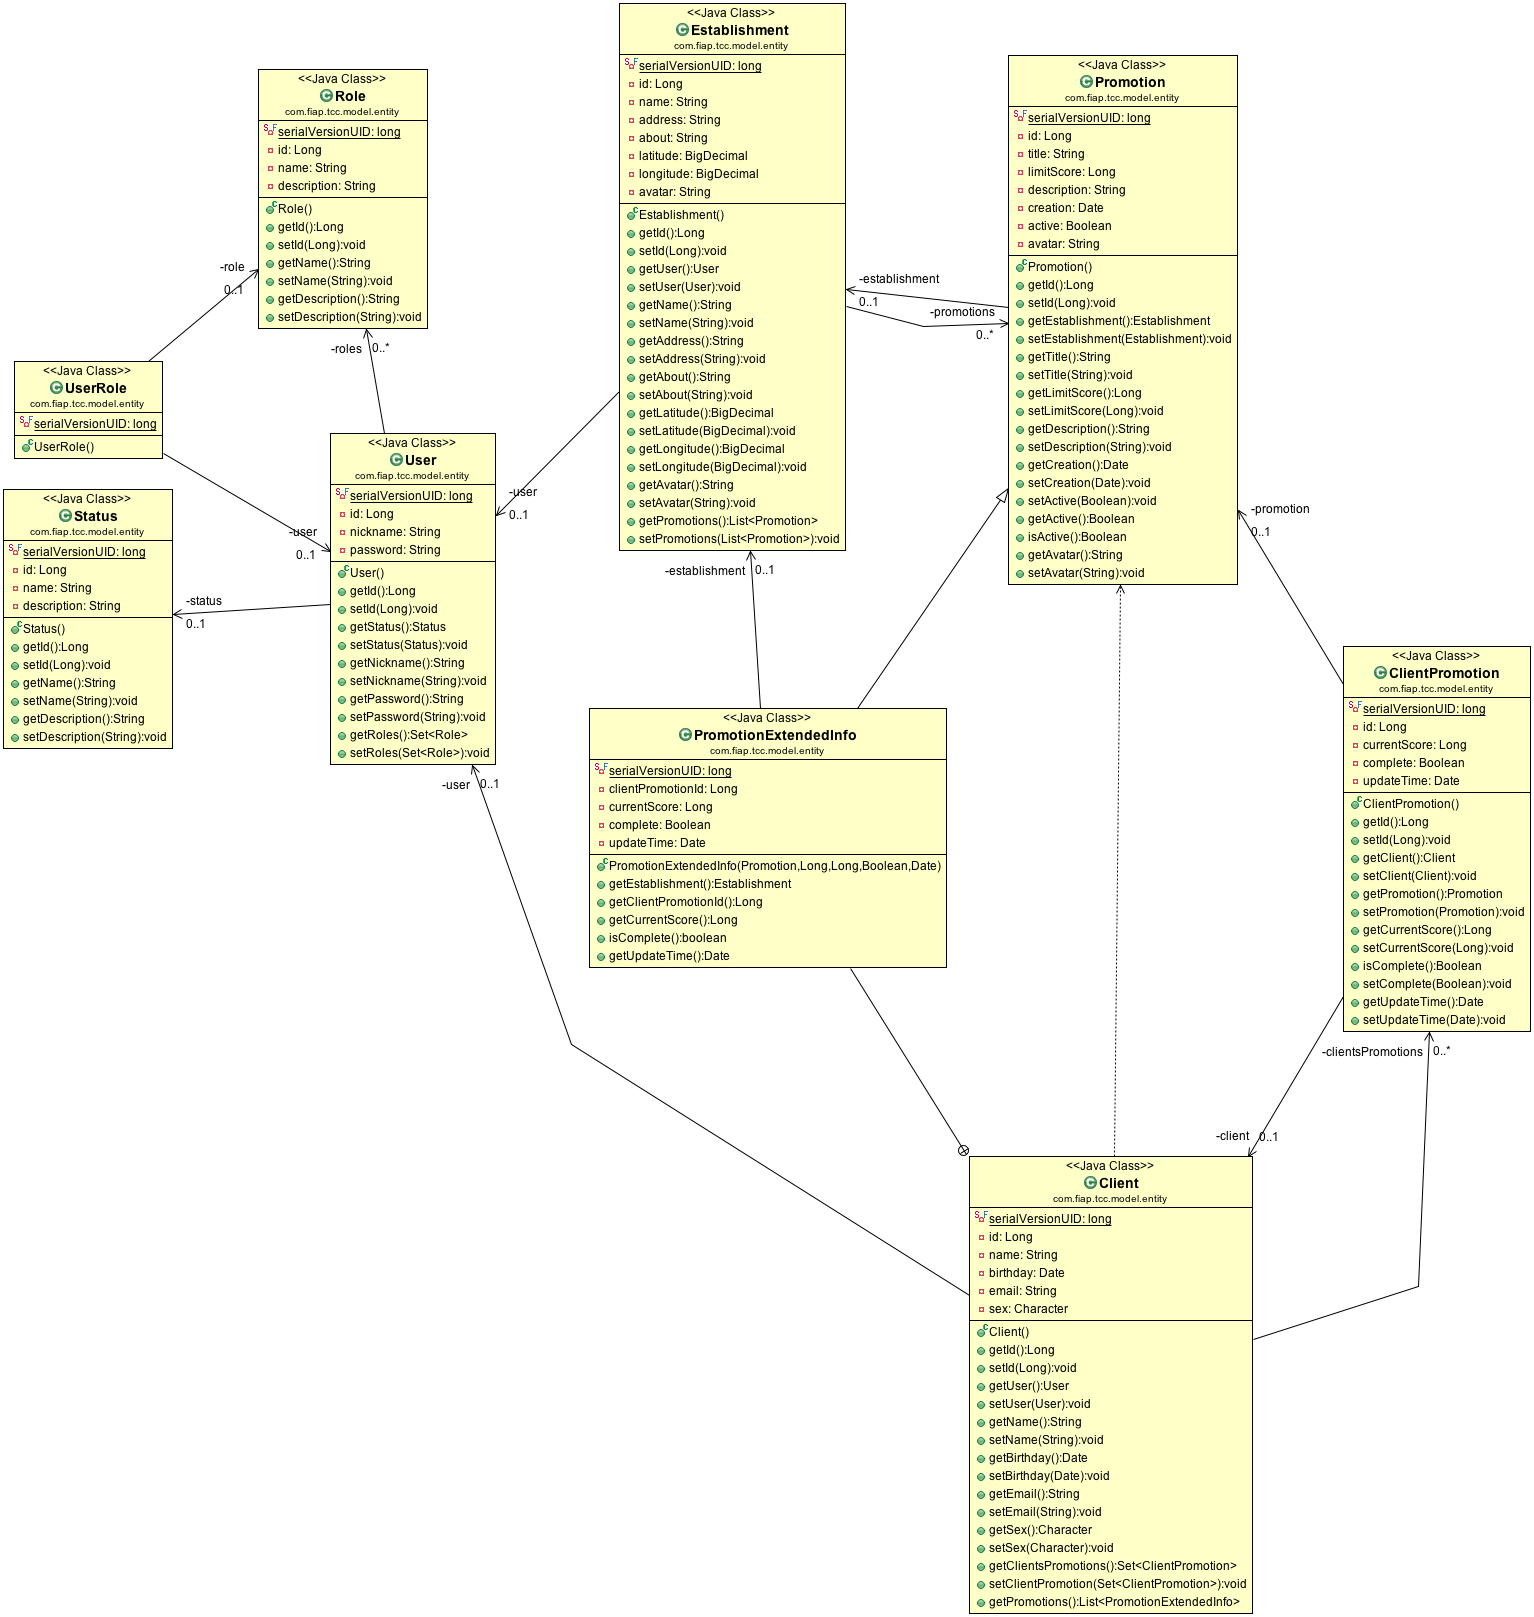 <<Java Class>>
Establishment
com.fiap.tcc.model.entity
serialVersionUID: long
id: Long
name: String
address: String
about: String
latitude: BigDecimal
longitude: BigDecimal
avatar: String
Establishment()
getId():Long
setId(Long):void
getUser():User
setUser(User):void
getName():String
setName(String):void
getAddress():String
setAddress(String):void
getAbout():String
setAbout(String):void
getLatitude():BigDecimal
setLatitude(BigDecimal):void
getLongitude():BigDecimal
setLongitude(BigDecimal):void
getAvatar():String
setAvatar(String):void
getPromotions():List<Promotion>
setPromotions(List<Promotion>):void
<<Java Class>>
Promotion
com.fiap.tcc.model.entity
serialVersionUID: long
id: Long
title: String
limitScore: Long
description: String
creation: Date
active: Boolean
avatar: String
Promotion()
getId():Long
setId(Long):void
getEstablishment():Establishment
setEstablishment(Establishment):void
getTitle():String
setTitle(String):void
getLimitScore():Long
setLimitScore(Long):void
getDescription():String
setDescription(String):void
getCreation():Date
setCreation(Date):void
setActive(Boolean):void
getActive():Boolean
isActive():Boolean
getAvatar():String
setAvatar(String):void
<<Java Class>>
Role
com.fiap.tcc.model.entity
serialVersionUID: long
id: Long
name: String
description: String
Role()
getId():Long
setId(Long):void
getName():String
setName(String):void
getDescription():String
setDescription(String):void
-role
0..1
-roles
0..*
-establishment
0..1
-promotions
0..*
<<Java Class>>
UserRole
com.fiap.tcc.model.entity
serialVersionUID: long
UserRole()
<<Java Class>>
User
com.fiap.tcc.model.entity
serialVersionUID: long
id: Long
nickname: String
password: String
User()
getId():Long
setId(Long):void
getStatus():Status
setStatus(Status):void
getNickname():String
setNickname(String):void
getPassword():String
setPassword(String):void
getRoles():Set<Role>
setRoles(Set<Role>):void
<<Java Class>>
Status
com.fiap.tcc.model.entity
serialVersionUID: long
id: Long
name: String
description: String
Status()
getId():Long
setId(Long):void
getName():String
setName(String):void
getDescription():String
setDescription(String):void
-user
0..1
-user
0..1
-status
0..1
-establishment
0..1
-promotion
0..1
-user
0..1
<<Java Class>>
PromotionExtendedInfo
com.fiap.tcc.model.entity
serialVersionUID: long
clientPromotionId: Long
currentScore: Long
complete: Boolean
updateTime: Date
PromotionExtendedInfo(Promotion,Long,Long,Boolean,Date)
getEstablishment():Establishment
getClientPromotionId():Long
getCurrentScore():Long
isComplete():boolean
getUpdateTime():Date
<<Java Class>>
ClientPromotion
com.fiap.tcc.model.entity
serialVersionUID: long
id: Long
currentScore: Long
complete: Boolean
updateTime: Date
ClientPromotion()
getId():Long
setId(Long):void
getClient():Client
setClient(Client):void
getPromotion():Promotion
setPromotion(Promotion):void
getCurrentScore():Long
setCurrentScore(Long):void
isComplete():Boolean
setComplete(Boolean):void
getUpdateTime():Date
setUpdateTime(Date):void
-clientsPromotions
0..*
-client
0..1
<<Java Class>>
Client
com.fiap.tcc.model.entity
serialVersionUID: long
id: Long
name: String
birthday: Date
email: String
sex: Character
Client()
getId():Long
setId(Long):void
getUser():User
setUser(User):void
getName():String
setName(String):void
getBirthday():Date
setBirthday(Date):void
getEmail():String
setEmail(String):void
getSex():Character
setSex(Character):void
getClientsPromotions():Set<ClientPromotion>
setClientPromotion(Set<ClientPromotion>):void
getPromotions():List<PromotionExtendedInfo>